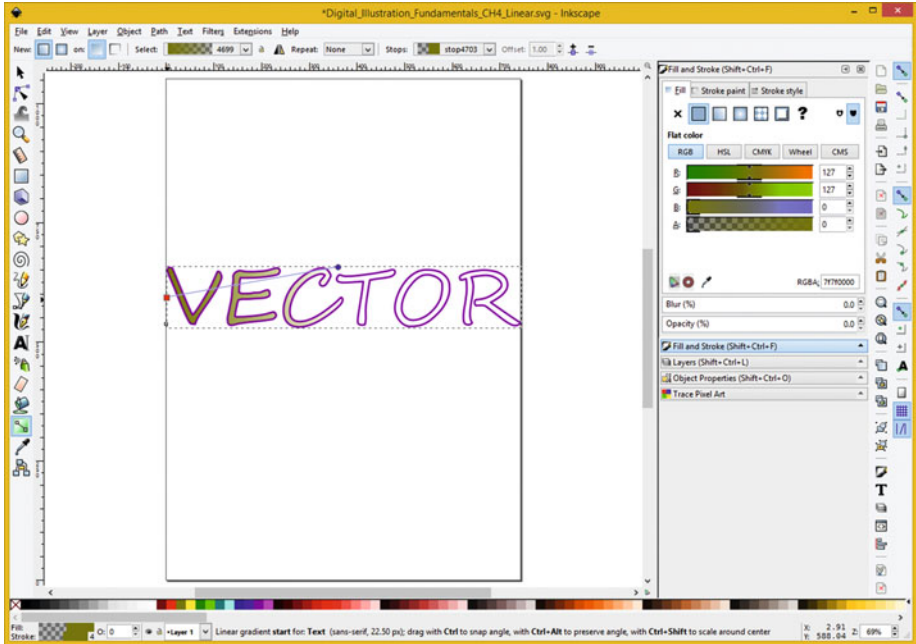 *Digital_Illustration_Fundamentals_CH4_Linear.svg - Inkscape
File Edit View Layer Object Path Text Filters Extensions Help
New: on: Select: 4699 Repeat: None Stops: stop4703 Offset: 1.00
Fill and Stroke (Shift+Ctrl+F)
Fill Stroke paint Stroke style
Flat color
RGB HSL CMYK Wheel CMS
R: 127
G: 127
B: 0
A: 0
RGBA: 7f7f0000
Blur (%) 0.0
Opacity (%) 0.0
Fill and Stroke (Shift+Ctrl+F)
Layers (Shift+Ctrl+L)
Object Properties (Shift+Ctrl+O)
Trace Pixel Art
VECTOR
Fill:
Stroke: 4 O: 0 •Layer 1 Linear gradient start for: Text (sans-serif, 22.50 px); drag with Ctrl to snap angle, with Ctrl+Alt to preserve angle, with Ctrl+Shift to scale around center X: 2.91 Y: 588.04 Z: 69%